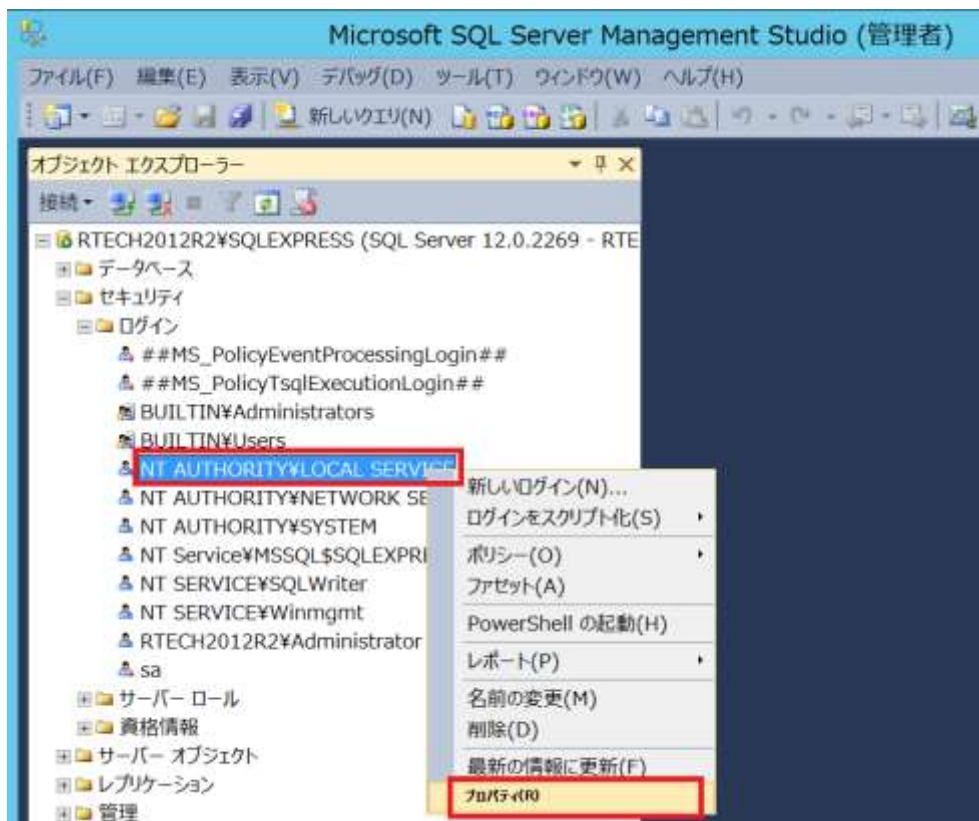 Microsoft SQL Server Management Studio (管理者)
ファイル(F) 編集(E) 表示(V) デバッグ(D) ツール(T) ウィンドウ(W) ヘルプ(H)
新しいクエリ(N)
オブジェクト エクスプローラー
接続
RTECH2012R2¥SQLEXPRESS (SQL Server 12.0.2269 - RTE
データベース
セキュリティ
ログイン
##MS_PolicyEventProcessingLogin##
##MS_PolicyTsqlExecutionLogin##
BUILTIN¥Administrators
BUILTIN¥Users
NT AUTHORITY¥LOCAL SERVICE
NT AUTHORITY¥NETWORK SE
NT AUTHORITY¥SYSTEM
NT Service¥MSSQL$SQLEXPRE
NT SERVICE¥SQLWriter
NT SERVICE¥Winmgmt
RTECH2012R2¥Administrator
sa
サーバー ロール
資格情報
サーバー オブジェクト
レプリケーション
管理
新しいログイン(N)...
ログインをスクリプト化(S)
ポリシー(O)
ファセット(A)
PowerShell の起動(H)
レポート(P)
名前の変更(M)
削除(D)
最新の情報に更新(F)
プロパティ(R)